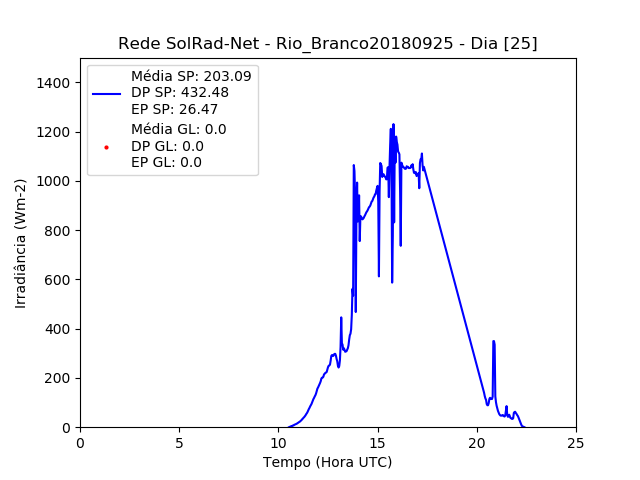 Rede SolRad-Net - Rio_Branco20180925 - Dia [25]
Média SP: 203.09
DP SP: 432.48
EP SP: 26.47
Média GL: 0.0
DP GL: 0.0
EP GL: 0.0
Irradiância (Wm-2)
1400
1200
1000
800
600
400
200
0
0 5 10 15 20 25
Tempo (Hora UTC)